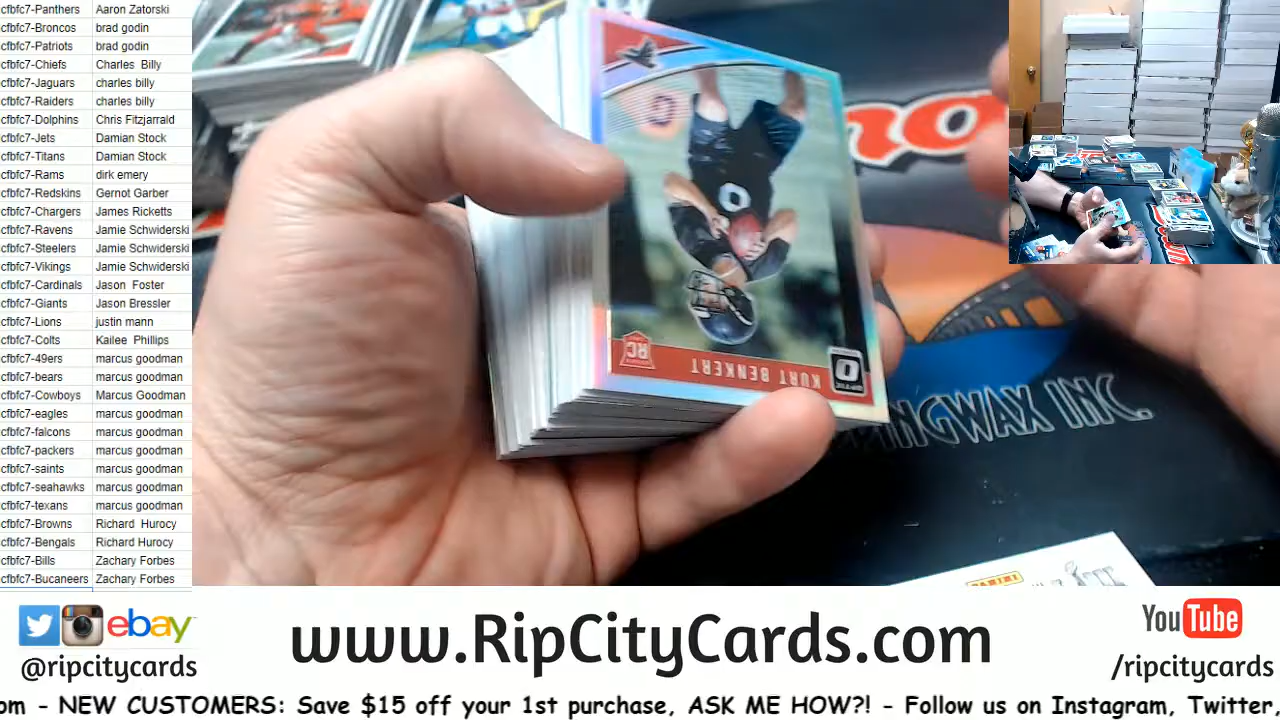 cfbfc7-Panthers Aaron Zatorski
cfbfc7-Broncos brad godin
cfbfc7-Patriots brad godin
cfbfc7-Chiefs Charles Billy
cfbfc7-Jaguars charles billy
cfbfc7-Raiders charles billy
cfbfc7-Dolphins Chris Fitzjarrald
cfbfc7-Jets Damian Stock
cfbfc7-Titans Damian Stock
cfbfc7-Rams dirk emery
cfbfc7-Redskins Gernot Garber
cfbfc7-Chargers James Ricketts
cfbfc7-Ravens Jamie Schwiderski
cfbfc7-Steelers Jamie Schwiderski
cfbfc7-Vikings Jamie Schwiderski
cfbfc7-Cardinals Jason Foster
cfbfc7-Giants Jason Bressler
cfbfc7-Lions justin mann
cfbfc7-Colts Kailee Phillips
cfbfc7-49ers marcus goodman
cfbfc7-bears marcus goodman
cfbfc7-Cowboys Marcus Goodman
cfbfc7-eagles marcus goodman
cfbfc7-falcons marcus goodman
cfbfc7-packers marcus goodman
cfbfc7-saints marcus goodman
cfbfc7-seahawks marcus goodman
cfbfc7-texans marcus goodman
cfbfc7-Browns Richard Hurocy
cfbfc7-Bengals Richard Hurocy
cfbfc7-Bills Zachary Forbes
cfbfc7-Bucaneers Zachary Forbes
KURT BENKERT
RC
OPTIC
0
PPINGWAX INC.
PANINI
ebay
@ripcitycards
www.RipCityCards.com
YouTube
/ripcitycards
om - NEW CUSTOMERS: Save $15 off your 1st purchase, ASK ME HOW?! - Follow us on Instagram, Twitter,